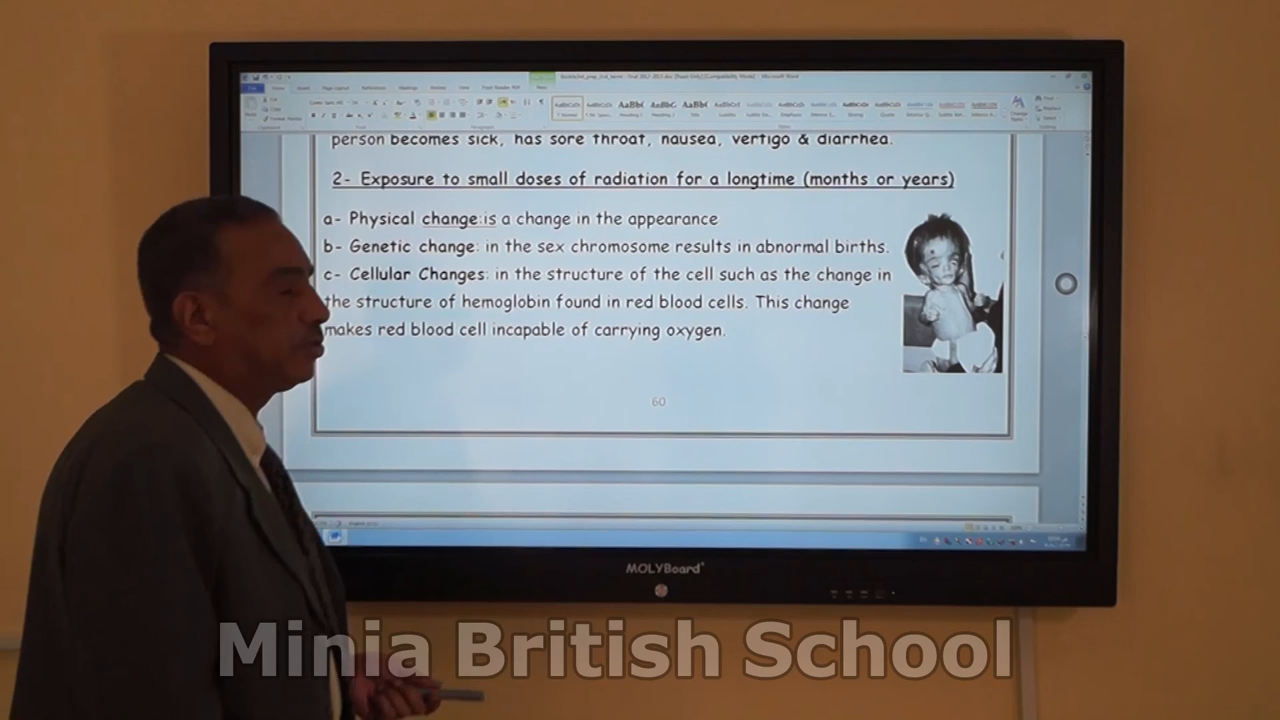 person becomes sick, has sore throat, nausea, vertigo & diarrhea.
2- Exposure to small doses of radiation for a longtime (months or years)
a- Physical change:is a change in the appearance
b- Genetic change: in the sex chromosome results in abnormal births.
c- Cellular Changes: in the structure of the cell such as the change in
the structure of hemoglobin found in red blood cells. This change
makes red blood cell incapable of carrying oxygen.
60
MOLYBoard
Minia British School